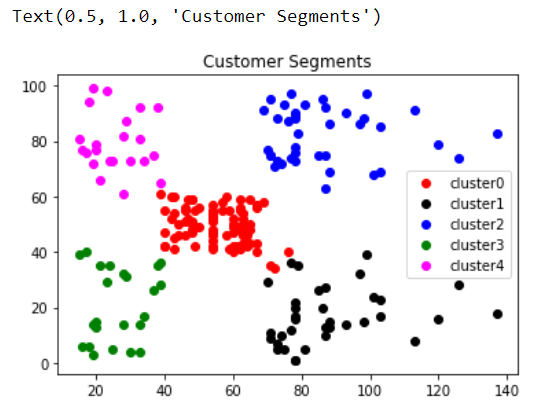 Text(0.5, 1.0, 'Customer Segments')
Customer Segments
100
80
60
40
20
0
cluster0
cluster1
cluster2
cluster3
cluster4
20 40 60 80 100 120 140